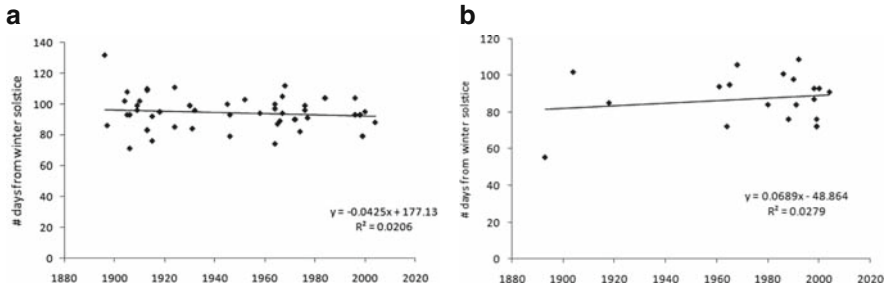 a
# days from winter solstice
140
120
100
80
60
40
20
0
y = -0.0425x + 177.13
R² = 0.0206
1880 1900 1920 1940 1960 1980 2000 2020
b
# days from winter solstice
120
100
80
60
40
20
0
y = 0.0689x - 48.864
R² = 0.0279
1880 1900 1920 1940 1960 1980 2000 2020